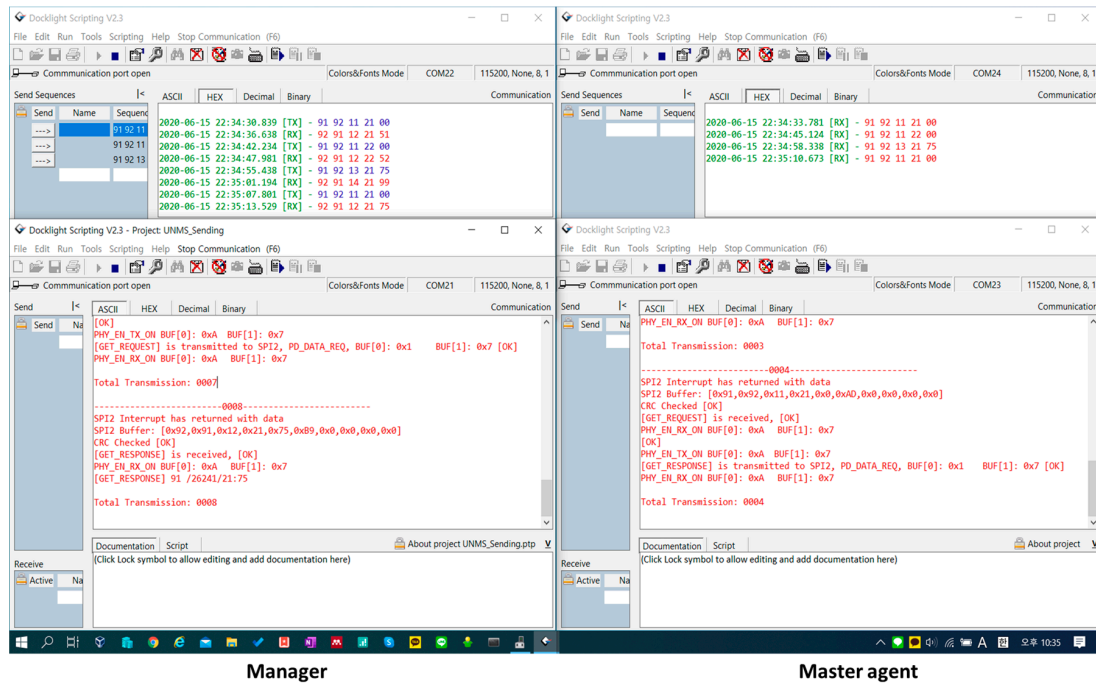 Docklight Scripting V2.3
File Edit Run Tools Scripting Help Stop Communication (F6)
Commmunication port open Colors&Fonts Mode COM22 115200, None, 8, 1
Send Sequences |< ASCII HEX Decimal Binary Communication
Send Name Sequenc
---> 91 92 11
---> 91 92 11
---> 91 92 13
2020-06-15 22:34:30.839 [TX] - 91 92 11 21 00
2020-06-15 22:34:36.638 [RX] - 92 91 12 21 51
2020-06-15 22:34:42.234 [TX] - 91 92 11 22 00
2020-06-15 22:34:47.981 [RX] - 92 91 12 22 52
2020-06-15 22:34:55.438 [TX] - 91 92 13 21 75
2020-06-15 22:35:01.194 [RX] - 92 91 14 21 99
2020-06-15 22:35:07.801 [TX] - 91 92 11 21 00
2020-06-15 22:35:13.529 [RX] - 92 91 12 21 75
Docklight Scripting V2.3
File Edit Run Tools Scripting Help Stop Communication (F6)
Commmunication port open Colors&Fonts Mode COM24 115200, None, 8, 1
Send Sequences |< ASCII HEX Decimal Binary Communication
Send Name Sequenc
2020-06-15 22:34:33.781 [RX] - 91 92 11 21 00
2020-06-15 22:34:45.124 [RX] - 91 92 11 22 00
2020-06-15 22:34:58.338 [RX] - 91 92 13 21 75
2020-06-15 22:35:10.673 [RX] - 91 92 11 21 00
Docklight Scripting V2.3 - Project: UNMS_Sending
File Edit Run Tools Scripting Help Stop Communication (F6)
Commmunication port open Colors&Fonts Mode COM21 115200, None, 8, 1
Send |< ASCII HEX Decimal Binary Communication
Send Na
[OK]
PHY_EN_TX_ON BUF[0]: 0xA BUF[1]: 0x7
[GET_REQUEST] is transmitted to SPI2, PD_DATA_REQ, BUF[0]: 0x1 BUF[1]: 0x7 [OK]
PHY_EN_RX_ON BUF[0]: 0xA BUF[1]: 0x7
Total Transmission: 0007
----------------------0008----------------------
SPI2 Interrupt has returned with data
SPI2 Buffer: [0x92,0x91,0x12,0x21,0x75,0xB9,0x0,0x0,0x0,0x0]
CRC Checked [OK]
[GET_RESPONSE] is received, [OK]
PHY_EN_RX_ON BUF[0]: 0xA BUF[1]: 0x7
[GET_RESPONSE] 91 /26241/21:75
Total Transmission: 0008
Documentation Script About project UNMS_Sending.ptp V
(Click Lock symbol to allow editing and add documentation here)
Receive
Active Na
Docklight Scripting V2.3
File Edit Run Tools Scripting Help Stop Communication (F6)
Commmunication port open Colors&Fonts Mode COM23 115200, None, 8, 1
Send |< ASCII HEX Decimal Binary Communication
Send Na
PHY_EN_RX_ON BUF[0]: 0xA BUF[1]: 0x7
Total Transmission: 0003
----------------------0004----------------------
SPI2 Interrupt has returned with data
SPI2 Buffer: [0x91,0x92,0x11,0x21,0x0,0xAD,0x0,0x0,0x0,0x0]
CRC Checked [OK]
[GET_REQUEST] is received, [OK]
PHY_EN_RX_ON BUF[0]: 0xA BUF[1]: 0x7
[OK]
PHY_EN_TX_ON BUF[0]: 0xA BUF[1]: 0x7
[GET_RESPONSE] is transmitted to SPI2, PD_DATA_REQ, BUF[0]: 0x1 BUF[1]: 0x7 [OK]
PHY_EN_RX_ON BUF[0]: 0xA BUF[1]: 0x7
Total Transmission: 0004
Documentation Script About project V
(Click Lock symbol to allow editing and add documentation here)
Receive
Active Na
A 한 오후 10:35
Manager
Master agent